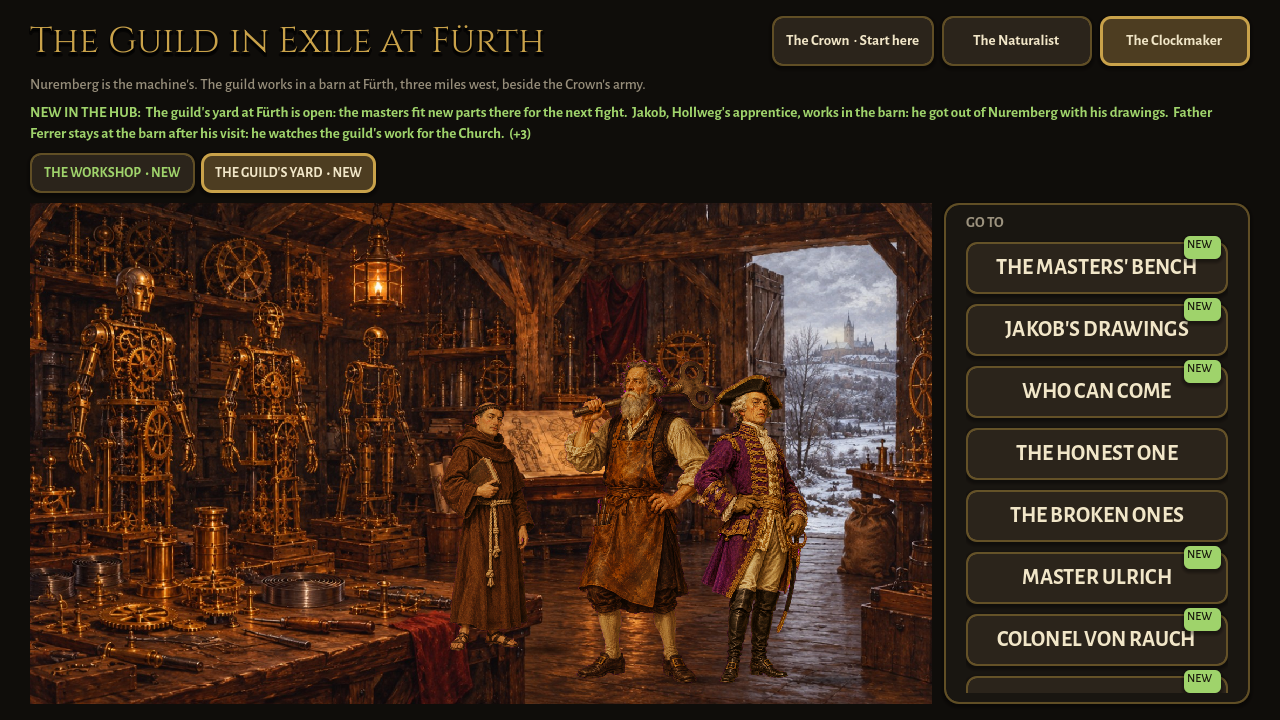 The Guild in Exile at Fürth
The Crown · Start here
The Naturalist
The Clockmaker
Nuremberg is the machine's. The guild works in a barn at Fürth, three miles west, beside the Crown's army.
NEW IN THE HUB: The guild's yard at Fürth is open: the masters fit new parts there for the next fight. Jakob, Hollweg's apprentice, works in the barn: he got out of Nuremberg with his drawings. Father
Ferrer stays at the barn after his visit: he watches the guild's work for the Church. (+3)
THE WORKSHOP · NEW
THE GUILD'S YARD · NEW
GO TO
NEW
THE MASTERS' BENCH
NEW
JAKOB'S DRAWINGS
NEW
WHO CAN COME
THE HONEST ONE
THE BROKEN ONES
NEW
MASTER ULRICH
NEW
COLONEL VON RAUCH
NEW